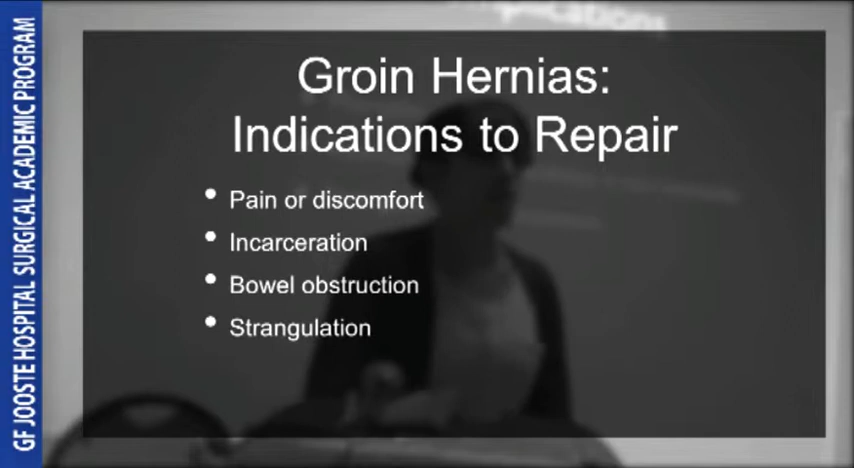 GF JOOSTE HOSPITAL SURGICAL ACADEMIC PROGRAM
Groin Hernias:
Indications to Repair
• Pain or discomfort
• Incarceration
• Bowel obstruction
• Strangulation